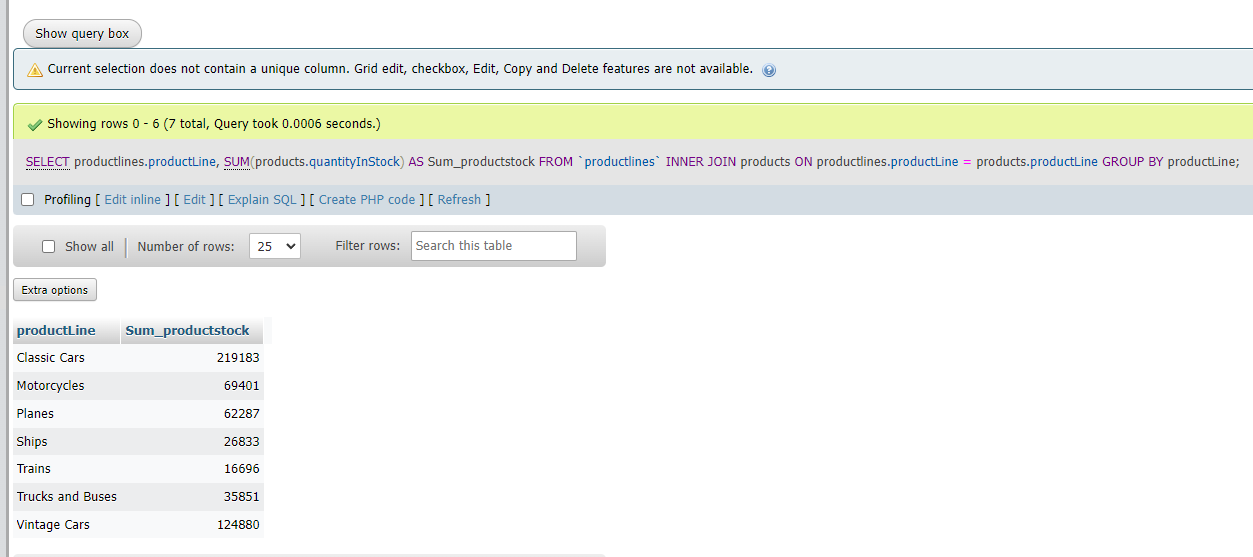 Show query box
Current selection does not contain a unique column. Grid edit, checkbox, Edit, Copy and Delete features are not available.
Showing rows 0 - 6 (7 total, Query took 0.0006 seconds.)
SELECT productlines.productLine, SUM(products.quantityInStock) AS Sum_productstock FROM `productlines` INNER JOIN products ON productlines.productLine = products.productLine GROUP BY productLine;
Profiling [ Edit inline ] [ Edit ] [ Explain SQL ] [ Create PHP code ] [ Refresh ]
Show all | Number of rows: 25 Filter rows: Search this table
Extra options
productLine Sum_productstock
Classic Cars 219183
Motorcycles 69401
Planes 62287
Ships 26833
Trains 16696
Trucks and Buses 35851
Vintage Cars 124880